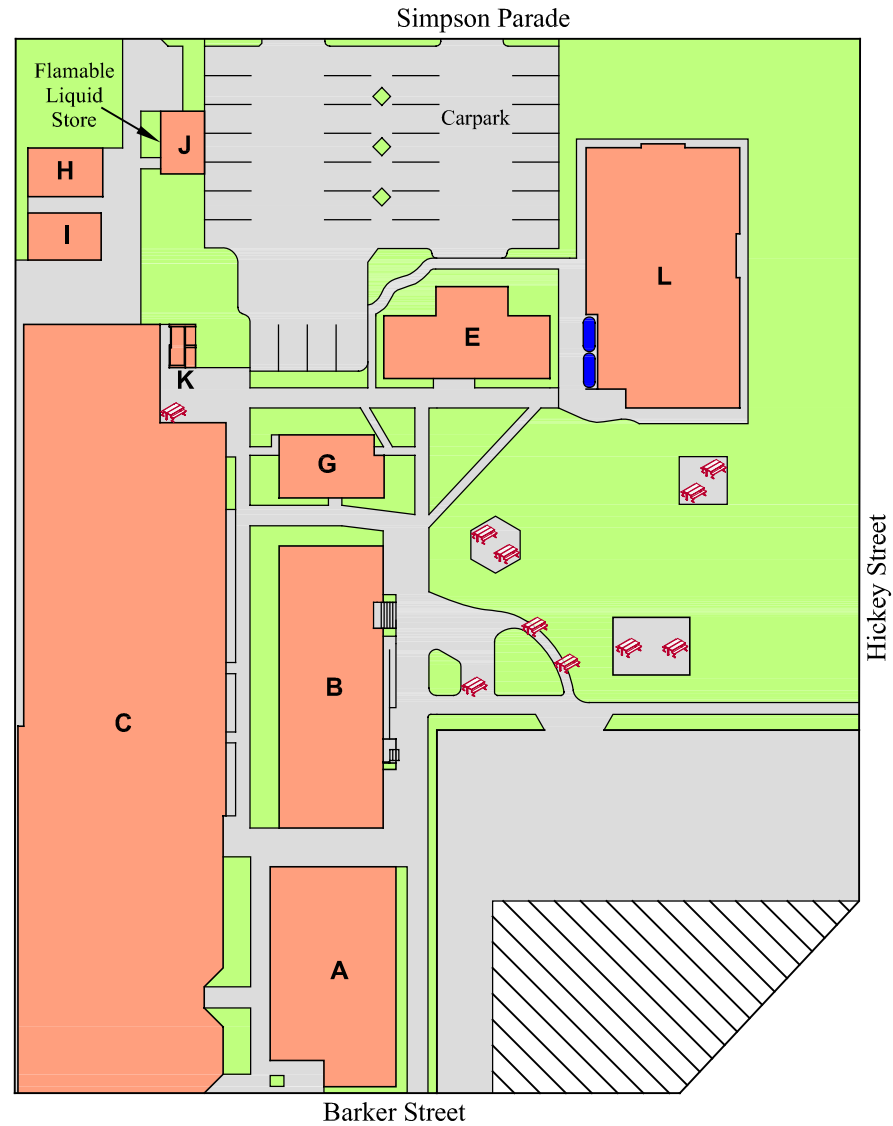 Simpson Parade
Flamable
Liquid
Store
Carpark
J
H
I
L
E
K
G
B
C
A
Hickey Street
Barker Street